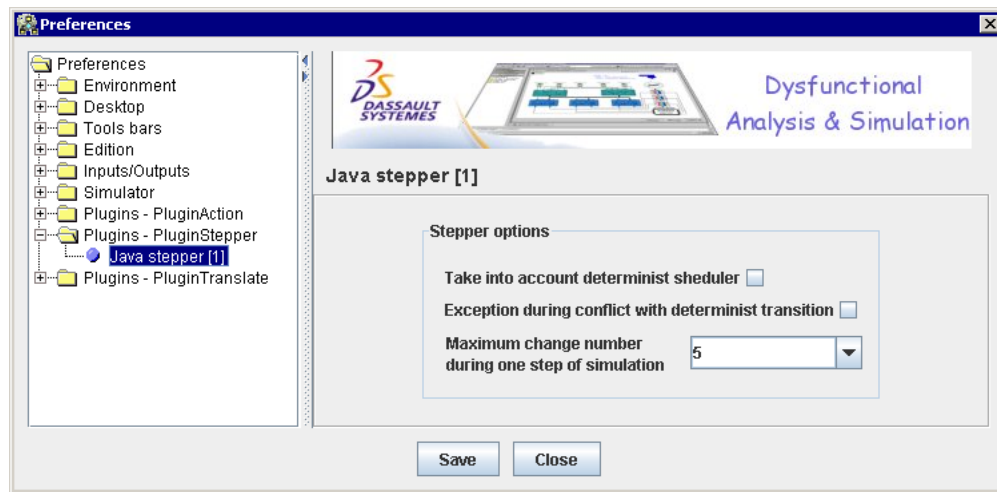 Preferences
Preferences
Environment
Desktop
Tools bars
Edition
Inputs/Outputs
Simulator
Plugins - PluginAction
Plugins - PluginStepper
Java stepper [1]
Plugins - PluginTranslate
DASSAULT
SYSTEMES
Dysfunctional
Analysis & Simulation
Java stepper [1]
Stepper options
Take into account determinist sheduler
Exception during conflict with determinist transition
Maximum change number
during one step of simulation
5
Save
Close